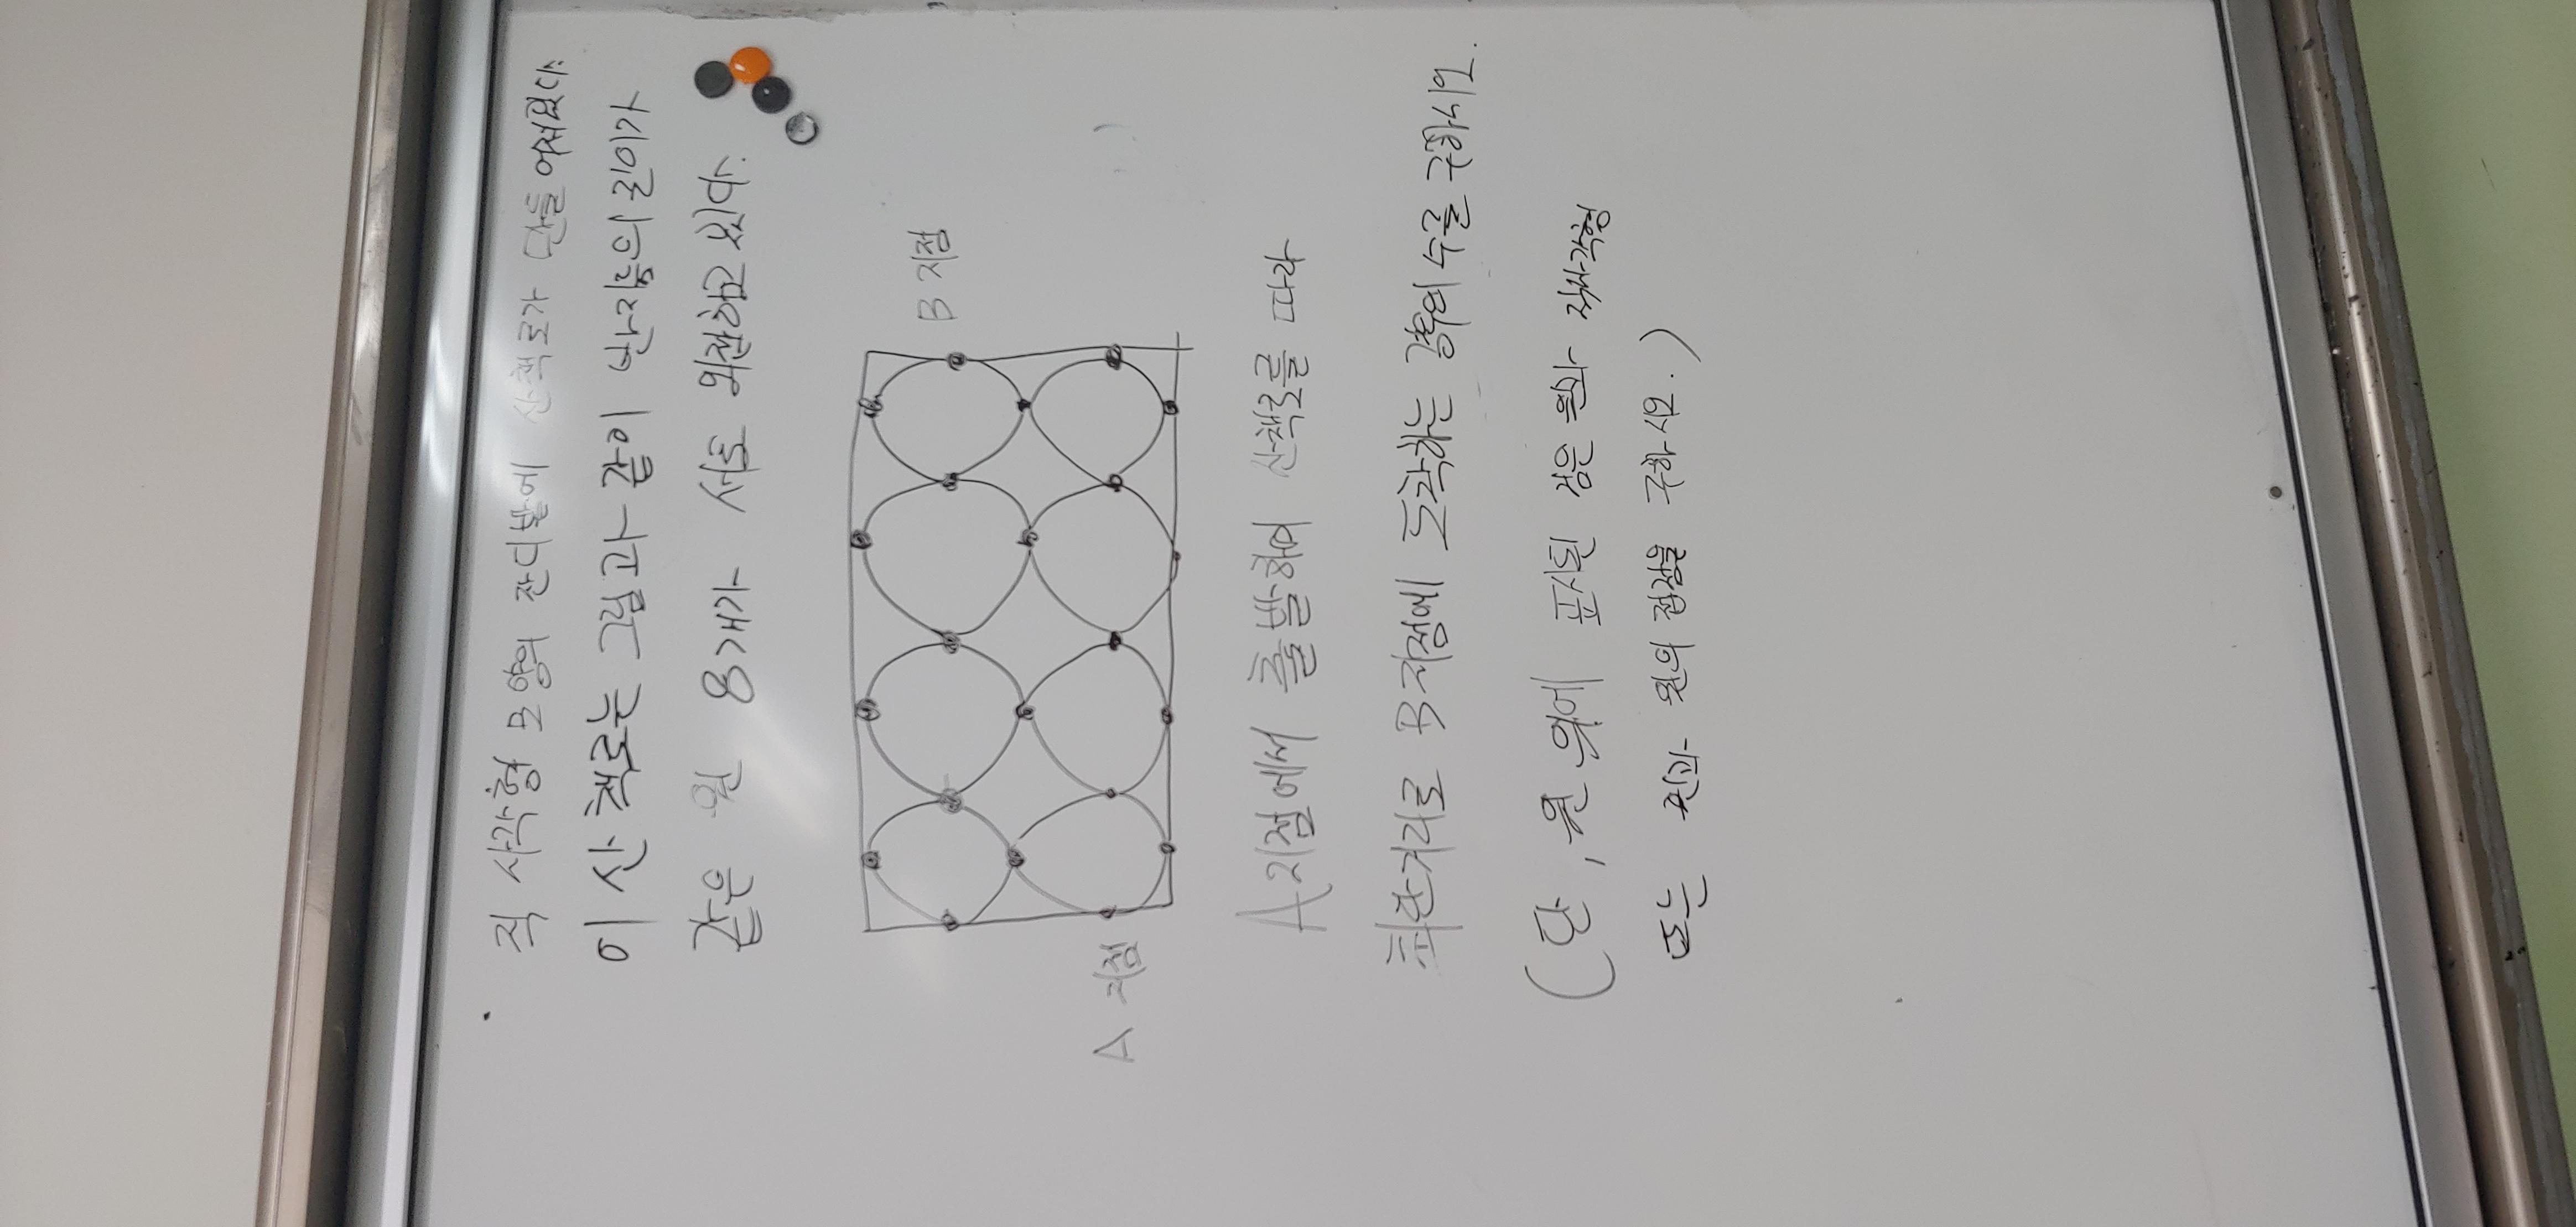 직 사각형 모양의 잔디밭에 산책로가 만들어져있다.
이 산책로는 그림과 같이 반지름의 길이가
같은 원 8개가 서로 외접하고 있다.
B 지점
A 지점
A지점에서 출발하여 산책로를 따라
최단거리로 B지점에 도착하는 경우의 수를 구하시오.
(단, 원 위에 표시된 검은 원과 직사각형
또는 원과 원의 접점을 구하시오.)